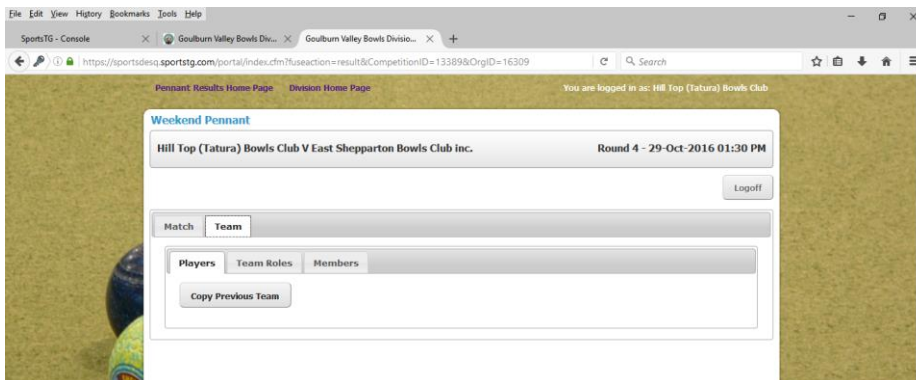 File Edit View History Bookmarks Tools Help
SportsTG - Console Goulburn Valley Bowls Div... Goulburn Valley Bowls Divisio...
https://sportsdesq.sportstg.com/portal/index.cfm?fuseaction=result&CompetitionID=13389&OrgID=16309 Search
Pennant Results Home Page Division Home Page You are logged in as: Hill Top (Tatura) Bowls Club
Weekend Pennant
Hill Top (Tatura) Bowls Club V East Shepparton Bowls Club inc. Round 4 - 29-Oct-2016 01:30 PM
Logoff
Match Team
Players Team Roles Members
Copy Previous Team